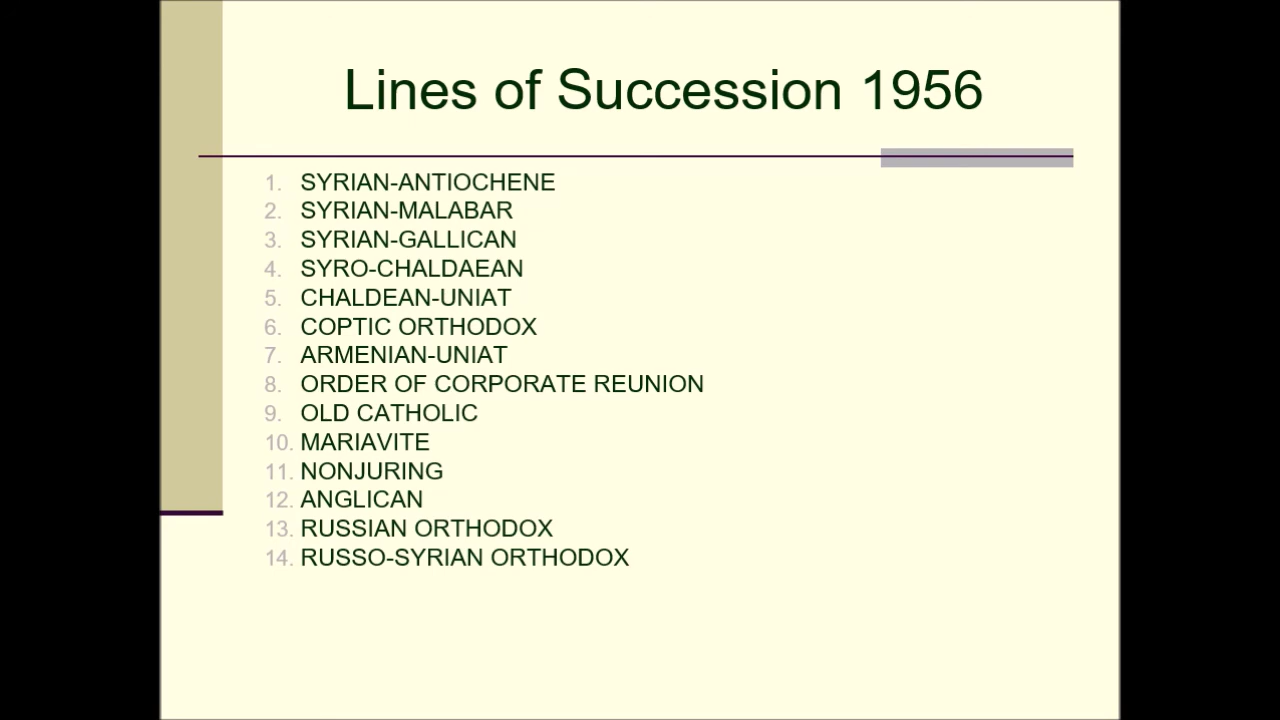 Lines of Succession 1956
1. SYRIAN-ANTIOCHENE
2. SYRIAN-MALABAR
3. SYRIAN-GALLICAN
4. SYRO-CHALDAEAN
5. CHALDEAN-UNIAT
6. COPTIC ORTHODOX
7. ARMENIAN-UNIAT
8. ORDER OF CORPORATE REUNION
9. OLD CATHOLIC
10. MARIAVITE
11. NONJURING
12. ANGLICAN
13. RUSSIAN ORTHODOX
14. RUSSO-SYRIAN ORTHODOX